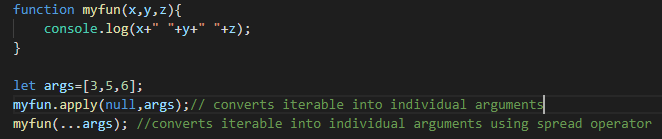 function myfun(x,y,z){
    console.log(x+" "+y+" "+z);
}
let args=[3,5,6];
myfun.apply(null,args);// converts iterable into individual arguments
myfun(...args); //converts iterable into individual arguments using spread operator